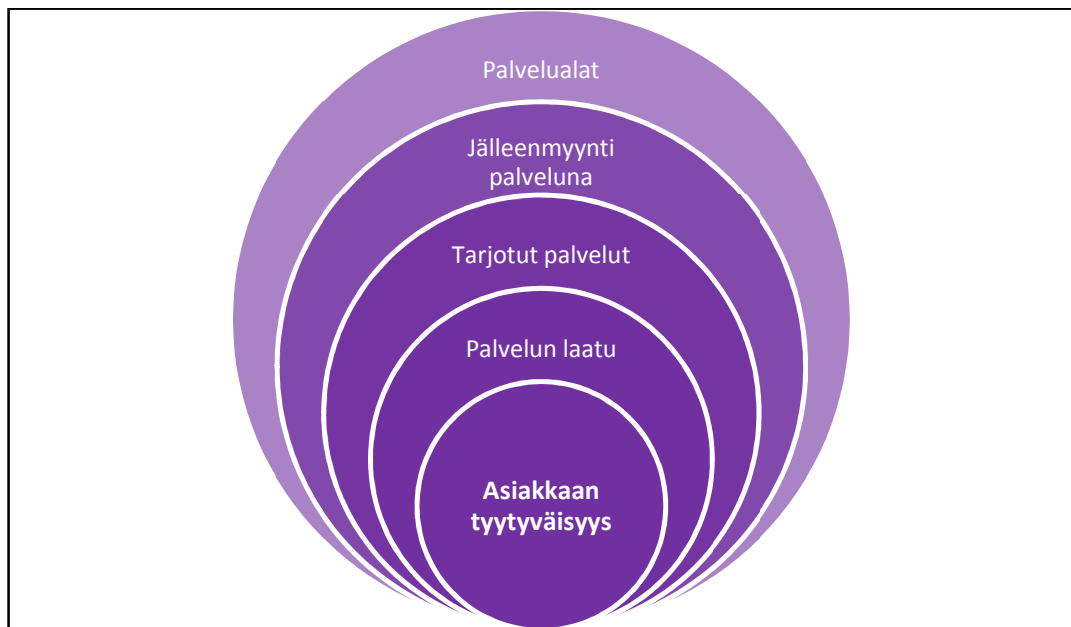 Palvelualat
Jälleenmyynti
palveluna
Tarjotut palvelut
Palvelun laatu
Asiakkaan
tyytyväisyys